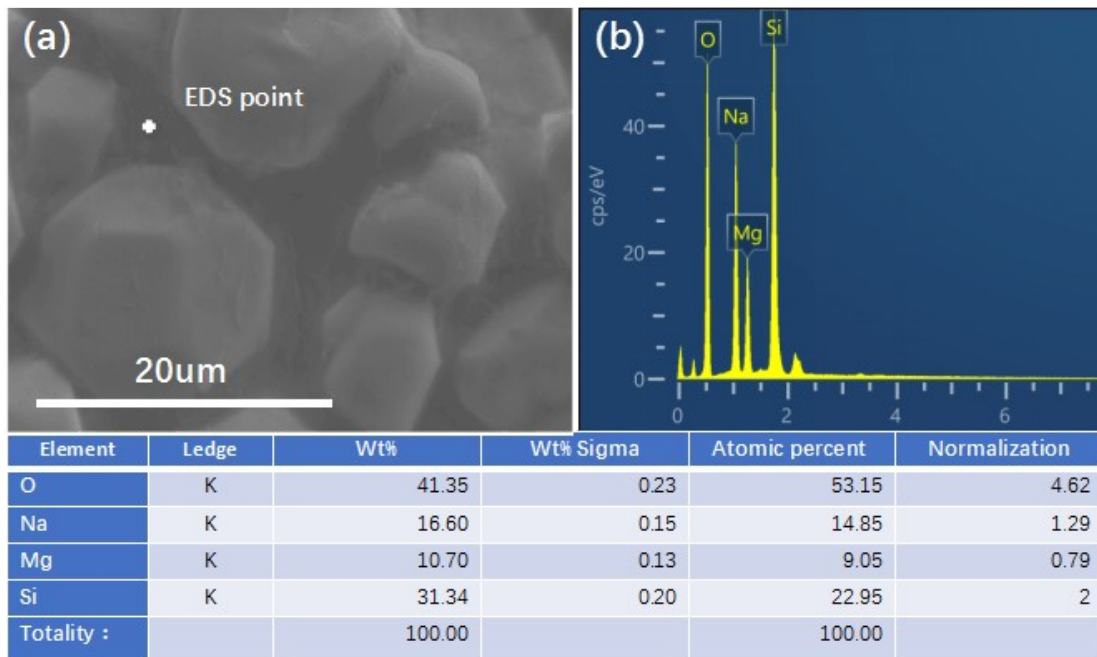 (a)
EDS point
20um
(b)
O
Si
Na
Mg
cps/eV
40
20
0
0 2 4 6
Element Ledge Wt% Wt% Sigma Atomic percent Normalization
O K 41.35 0.23 53.15 4.62
Na K 16.60 0.15 14.85 1.29
Mg K 10.70 0.13 9.05 0.79
Si K 31.34 0.20 22.95 2
Totality： 100.00 100.00